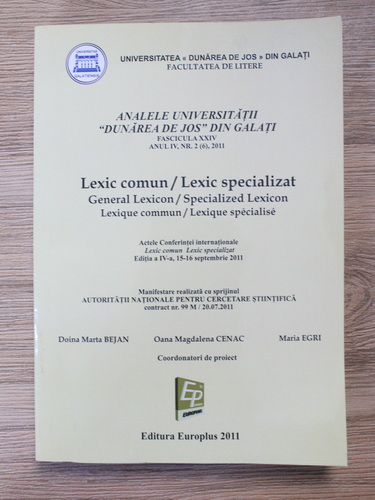 UNIVERSITATEA « DUNĂREA DE JOS » DIN GALAŢI
FACULTATEA DE LITERE
ANALELE UNIVERSITĂŢII
"DUNĂREA DE JOS" DIN GALAŢI
FASCICULA XXIV
ANUL IV, NR. 2 (6), 2011
Lexic comun / Lexic specializat
General Lexicon / Specialized Lexicon
Lexique commun / Lexique spécialisé
Actele Conferinţei internaţionale
Lexic comun Lexic specializat
Ediţia a IV-a, 15-16 septembrie 2011
Manifestare realizată cu sprijinul
AUTORITĂŢII NAŢIONALE PENTRU CERCETARE ŞTIINŢIFICĂ
contract nr. 99 M / 20.07.2011
Doina Marta BEJAN Oana Magdalena CENAC Maria EGRI
Coordonatori de proiect
EP
EUROPLUS
Editura Europlus 2011